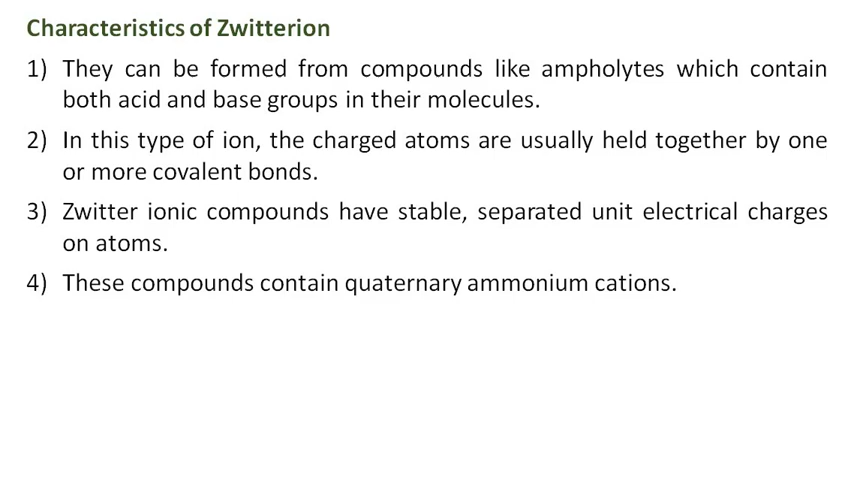 Characteristics of Zwitterion
1) They can be formed from compounds like ampholytes which contain
both acid and base groups in their molecules.
2) In this type of ion, the charged atoms are usually held together by one
or more covalent bonds.
3) Zwitter ionic compounds have stable, separated unit electrical charges
on atoms.
4) These compounds contain quaternary ammonium cations.